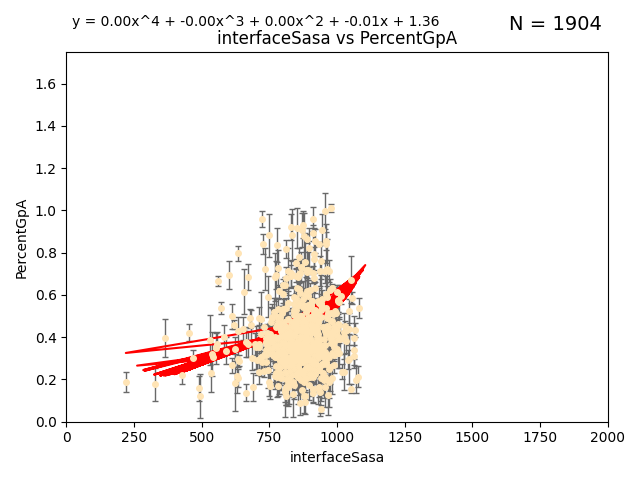 y = 0.00x^4 + -0.00x^3 + 0.00x^2 + -0.01x + 1.36
N = 1904
interfaceSasa vs PercentGpA
PercentGpA
1.6
1.4
1.2
1.0
0.8
0.6
0.4
0.2
0.0
0 250 500 750 1000 1250 1500 1750 2000
interfaceSasa